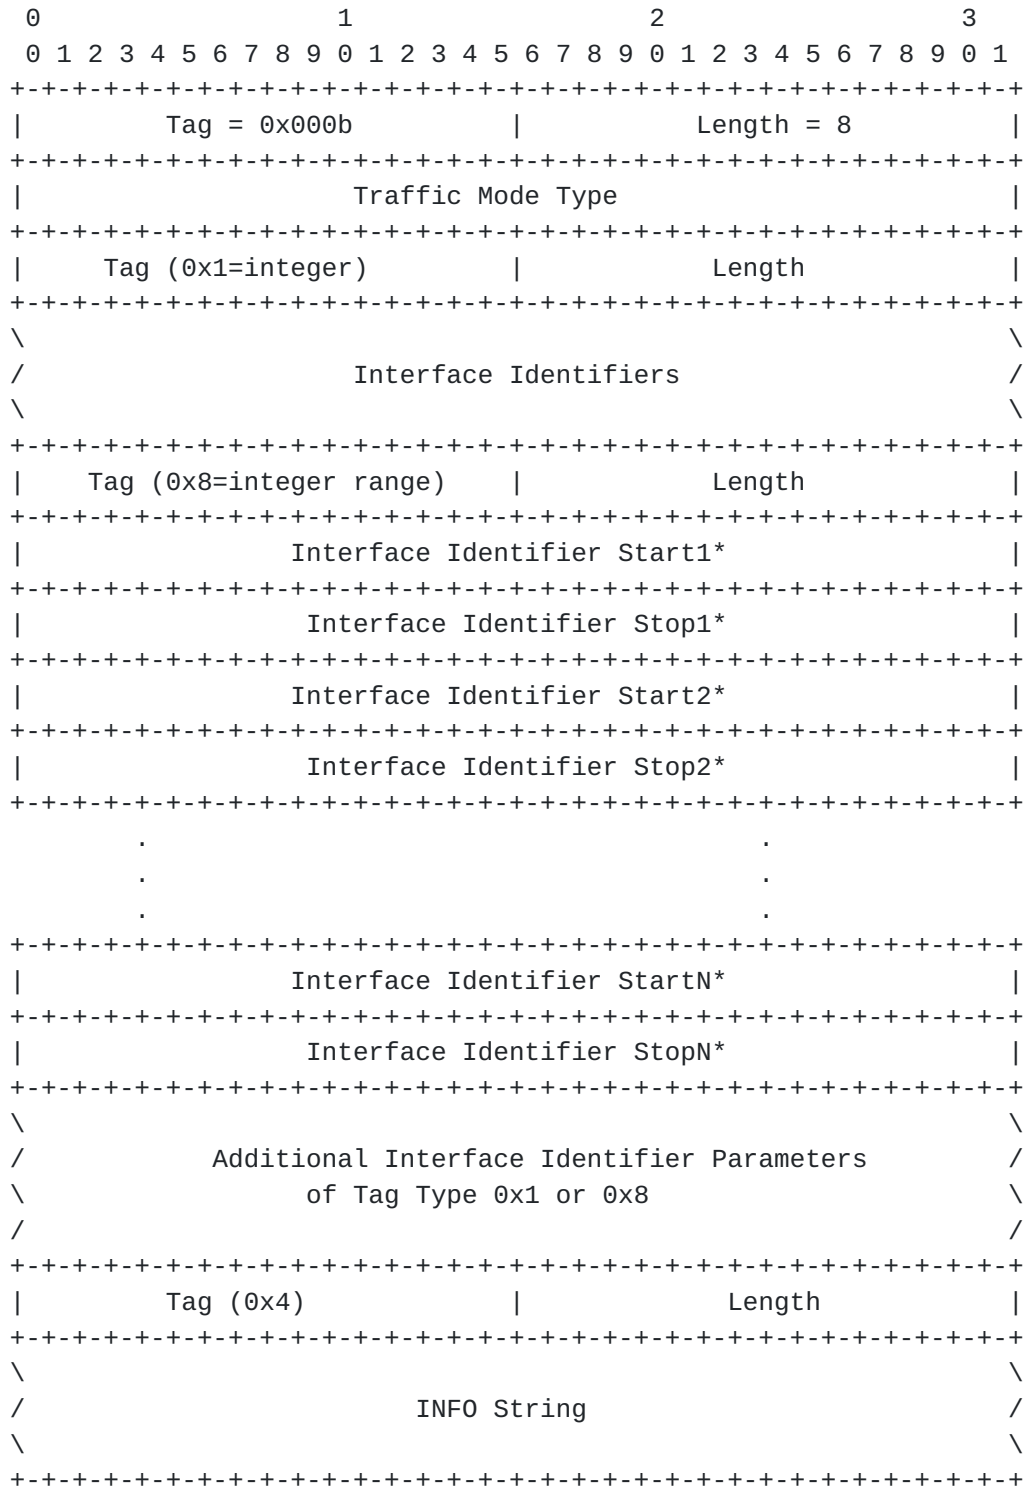 0                   1                   2                   3
 0 1 2 3 4 5 6 7 8 9 0 1 2 3 4 5 6 7 8 9 0 1 2 3 4 5 6 7 8 9 0 1
+-+-+-+-+-+-+-+-+-+-+-+-+-+-+-+-+-+-+-+-+-+-+-+-+-+-+-+-+-+-+-+-+
|         Tag = 0x000b          |           Length = 8          |
+-+-+-+-+-+-+-+-+-+-+-+-+-+-+-+-+-+-+-+-+-+-+-+-+-+-+-+-+-+-+-+-+
|                     Traffic Mode Type                         |
+-+-+-+-+-+-+-+-+-+-+-+-+-+-+-+-+-+-+-+-+-+-+-+-+-+-+-+-+-+-+-+-+
|     Tag (0x1=integer)         |            Length             |
+-+-+-+-+-+-+-+-+-+-+-+-+-+-+-+-+-+-+-+-+-+-+-+-+-+-+-+-+-+-+-+-+
\                                                               \
/                     Interface Identifiers                     /
\                                                               \
+-+-+-+-+-+-+-+-+-+-+-+-+-+-+-+-+-+-+-+-+-+-+-+-+-+-+-+-+-+-+-+-+
|    Tag (0x8=integer range)    |            Length             |
+-+-+-+-+-+-+-+-+-+-+-+-+-+-+-+-+-+-+-+-+-+-+-+-+-+-+-+-+-+-+-+-+
|                 Interface Identifier Start1*                  |
+-+-+-+-+-+-+-+-+-+-+-+-+-+-+-+-+-+-+-+-+-+-+-+-+-+-+-+-+-+-+-+-+
|                  Interface Identifier Stop1*                  |
+-+-+-+-+-+-+-+-+-+-+-+-+-+-+-+-+-+-+-+-+-+-+-+-+-+-+-+-+-+-+-+-+
|                 Interface Identifier Start2*                  |
+-+-+-+-+-+-+-+-+-+-+-+-+-+-+-+-+-+-+-+-+-+-+-+-+-+-+-+-+-+-+-+-+
|                  Interface Identifier Stop2*                  |
+-+-+-+-+-+-+-+-+-+-+-+-+-+-+-+-+-+-+-+-+-+-+-+-+-+-+-+-+-+-+-+-+
        .                                       .
        .                                       .
        .                                       .
+-+-+-+-+-+-+-+-+-+-+-+-+-+-+-+-+-+-+-+-+-+-+-+-+-+-+-+-+-+-+-+-+
|                 Interface Identifier StartN*                  |
+-+-+-+-+-+-+-+-+-+-+-+-+-+-+-+-+-+-+-+-+-+-+-+-+-+-+-+-+-+-+-+-+
|                  Interface Identifier StopN*                  |
+-+-+-+-+-+-+-+-+-+-+-+-+-+-+-+-+-+-+-+-+-+-+-+-+-+-+-+-+-+-+-+-+
\                                                               \
/            Additional Interface Identifier Parameters         /
\                  of Tag Type 0x1 or 0x8                       \
/                                                               /
+-+-+-+-+-+-+-+-+-+-+-+-+-+-+-+-+-+-+-+-+-+-+-+-+-+-+-+-+-+-+-+-+
|         Tag (0x4)             |             Length            |
+-+-+-+-+-+-+-+-+-+-+-+-+-+-+-+-+-+-+-+-+-+-+-+-+-+-+-+-+-+-+-+-+
\                                                               \
/                         INFO String                           /
\                                                               \
+-+-+-+-+-+-+-+-+-+-+-+-+-+-+-+-+-+-+-+-+-+-+-+-+-+-+-+-+-+-+-+-+